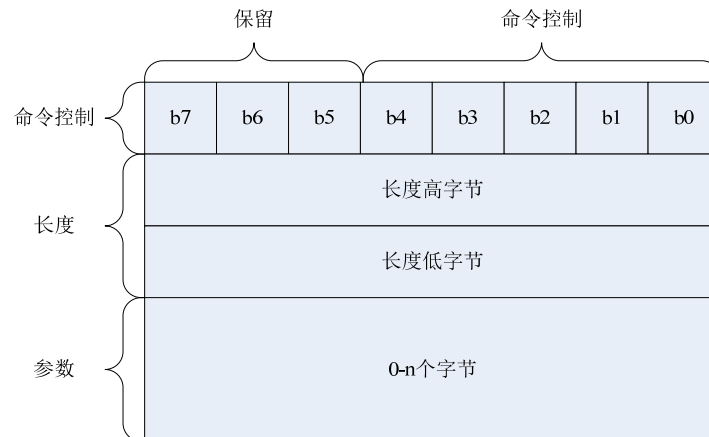 保留 命令控制
命令控制 b7 b6 b5 b4 b3 b2 b1 b0
长度高字节
长度
长度低字节
参数 0-n个字节